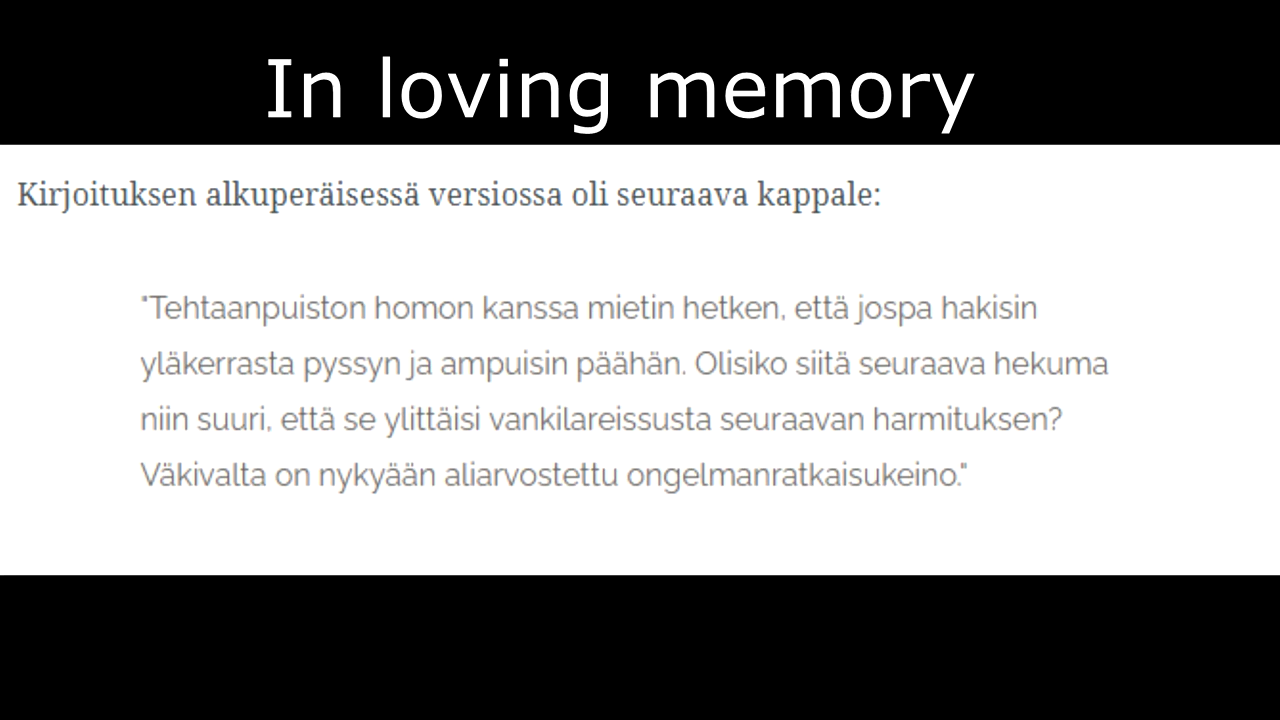 In loving memory
Kirjoituksen alkuperäisessä versiossa oli seuraava kappale:
"Tehtaanpuiston homon kanssa mietin hetken, että jospa hakisin
yläkerrasta pyssyn ja ampuisin päähän. Olisiko siitä seuraava hekuma
niin suuri, että se ylittäisi vankilareissusta seuraavan harmituksen?
Väkivalta on nykyään aliarvostettu ongelmanratkaisukeino."